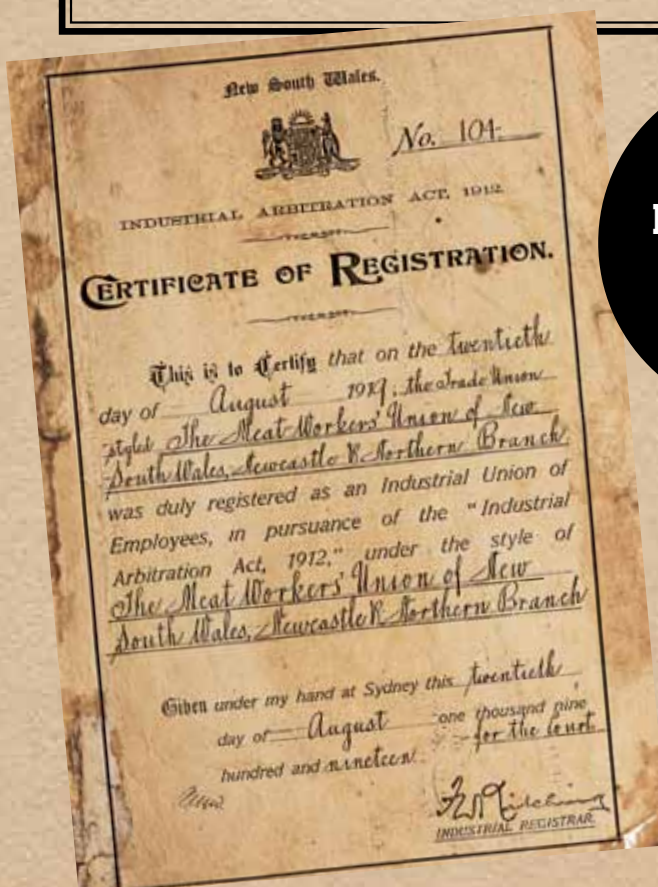 New South Wales.
No. 104.
INDUSTRIAL ARBITRATION ACT, 1912.
CERTIFICATE OF REGISTRATION.
This is to Certify that on the twentieth
day of August 1919, the Trade Union
styled The Meat Workers' Union of New
South Wales, Newcastle & Northern Branch
was duly registered as an Industrial Union of
Employees, in pursuance of the "Industrial
Arbitration Act, 1912," under the style of
The Meat Workers' Union of New
South Wales, Newcastle & Northern Branch
Given under my hand at Sydney this twentieth
day of August one thousand nine
hundred and nineteen. for the Court
INDUSTRIAL REGISTRAR.